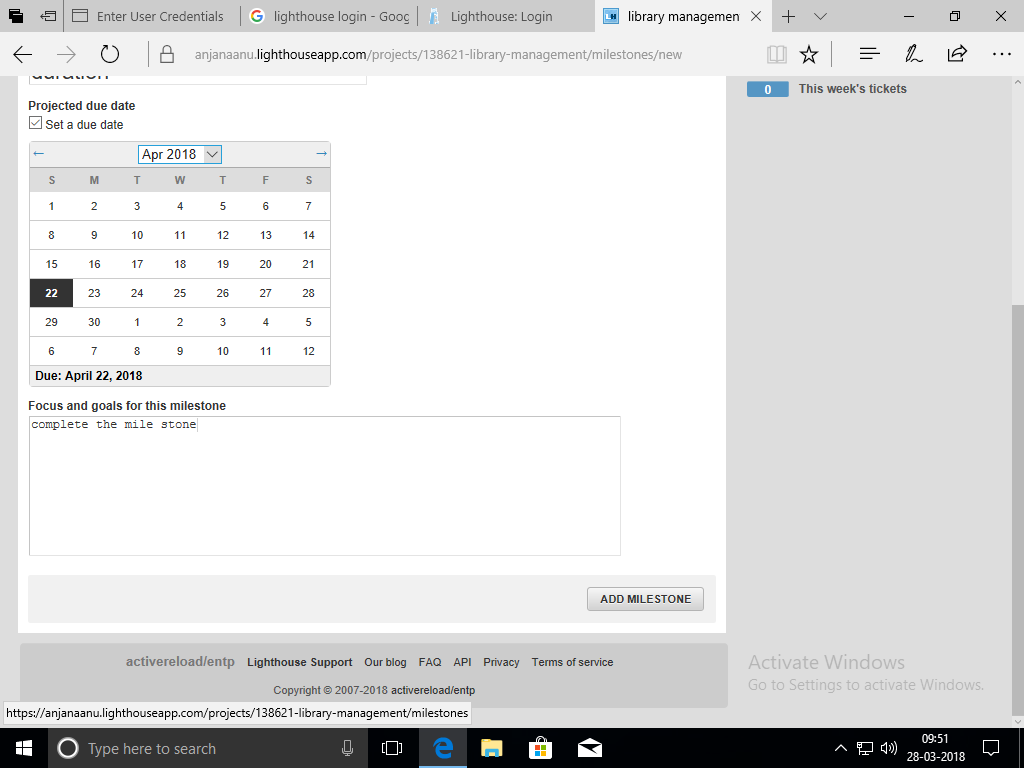 Enter User Credentials
lighthouse login - Goog
Lighthouse: Login
library managemen
anjanaanu.lighthouseapp.com/projects/138621-library-management/milestones/new
duration
0 This week's tickets
Projected due date
Set a due date
← Apr 2018 →
S M T W T F S
1 2 3 4 5 6 7
8 9 10 11 12 13 14
15 16 17 18 19 20 21
22 23 24 25 26 27 28
29 30 1 2 3 4 5
6 7 8 9 10 11 12
Due: April 22, 2018
Focus and goals for this milestone
complete the mile stone
ADD MILESTONE
activereload/entp Lighthouse Support Our blog FAQ API Privacy Terms of service
Copyright © 2007-2018 activereload/entp
Activate Windows
Go to Settings to activate Windows.
https://anjanaanu.lighthouseapp.com/projects/138621-library-management/milestones
Type here to search
09:51
28-03-2018